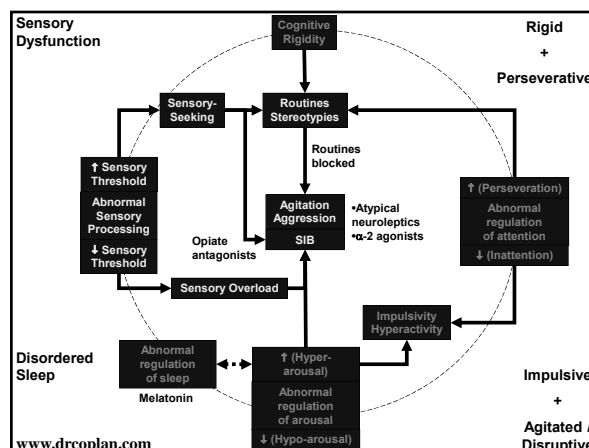 Sensory
Dysfunction
Cognitive
Rigidity
Rigid
+
Perseverative
Sensory-
Seeking
Routines
Stereotypies
Routines
blocked
↑ Sensory
Threshold
Abnormal
Sensory
Processing
↓ Sensory
Threshold
Agitation
Aggression
SIB
•Atypical
neuroleptics
•α-2 agonists
↑ (Perseveration)
Abnormal
regulation
of attention
↓ (Inattention)
Opiate
antagonists
Sensory Overload
Impulsivity
Hyperactivity
Disordered
Sleep
Abnormal
regulation
of sleep
Melatonin
↑ (Hyper-
arousal)
Abnormal
regulation
of arousal
↓ (Hypo-arousal)
Impulsive
+
Agitated /
Disruptive
www.drcoplan.com